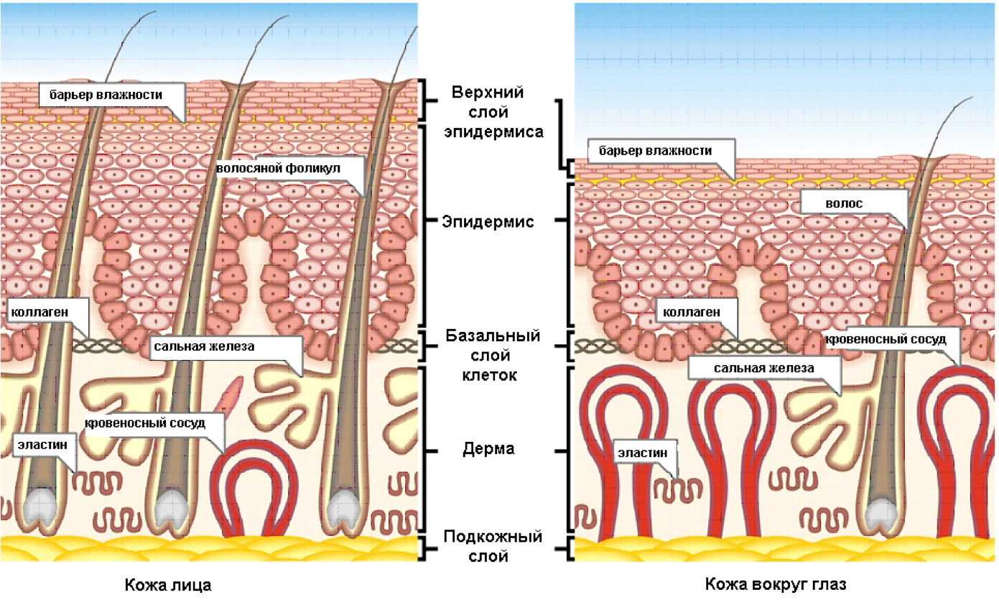 барьер влажности
волосяной фоликул
коллаген
сальная железа
кровеносный сосуд
эластин
Верхний
слой
эпидермиса
Эпидермис
Базальный
слой
клеток
Дерма
Подкожный
слой
барьер влажности
волос
коллаген
кровеносный сосуд
сальная железа
эластин
Кожа лица
Кожа вокруг глаз